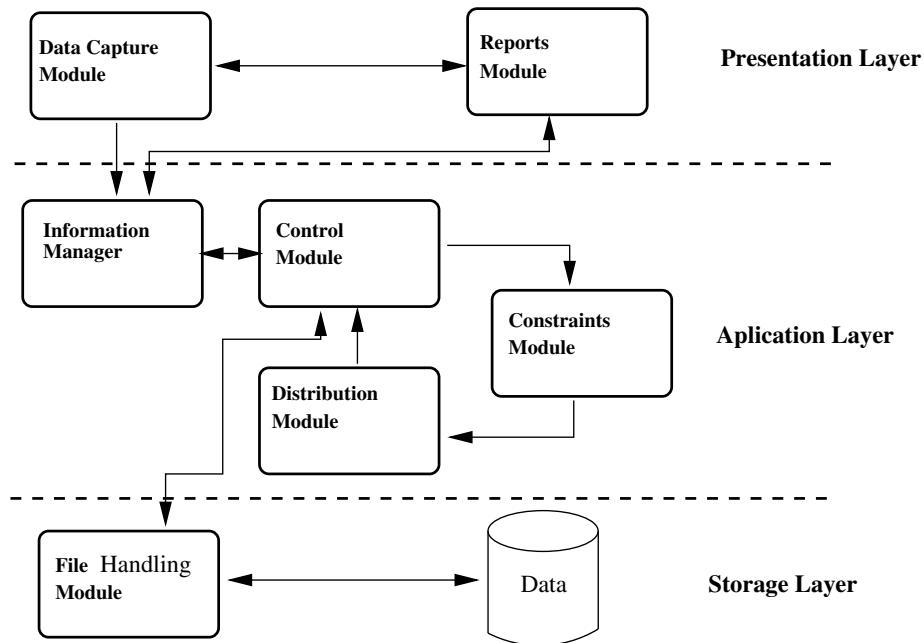 Data Capture
Module
Reports
Module
Presentation Layer
Information
Manager
Control
Module
Constraints
Module
Aplication Layer
Distribution
Module
File Handling
Module
Data
Storage Layer